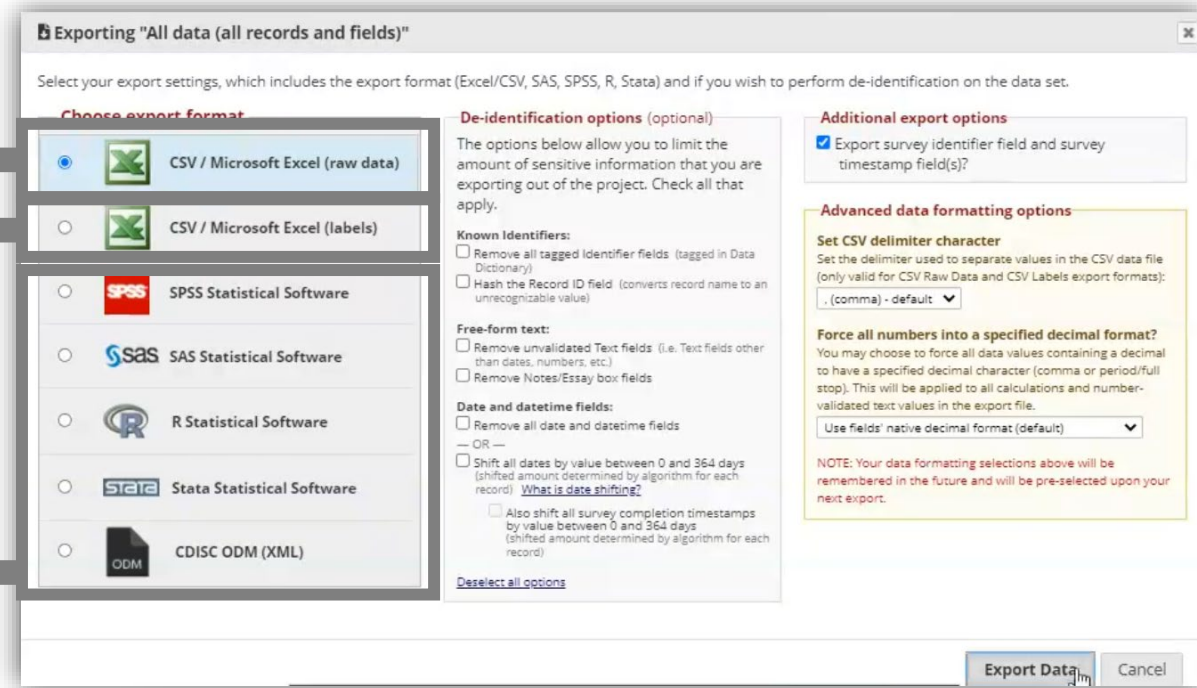 Exporting "All data (all records and fields)"
Select your export settings, which includes the export format (Excel/CSV, SAS, SPSS, R, Stata) and if you wish to perform de-identification on the data set.
Choose export format
CSV / Microsoft Excel (raw data)
CSV / Microsoft Excel (labels)
SPSS
SPSS Statistical Software
sas
SAS Statistical Software
R
R Statistical Software
STATA
Stata Statistical Software
ODM
CDISC ODM (XML)
De-identification options (optional)
The options below allow you to limit the
amount of sensitive information that you are
exporting out of the project. Check all that
apply.
Known Identifiers:
Remove all tagged Identifier fields (tagged in Data
Dictionary)
Hash the Record ID field (converts record name to an
unrecognizable value)
Free-form text:
Remove unvalidated Text fields (i.e. Text fields other
than dates, numbers, etc.)
Remove Notes/Essay box fields
Date and datetime fields:
Remove all date and datetime fields
— OR —
Shift all dates by value between 0 and 364 days
(shifted amount determined by algorithm for each
record) What is date shifting?
Also shift all survey completion timestamps
by value between 0 and 364 days
(shifted amount determined by algorithm for each
record)
Deselect all options
Additional export options
Export survey identifier field and survey
timestamp field(s)?
Advanced data formatting options
Set CSV delimiter character
Set the delimiter used to separate values in the CSV data file
(only valid for CSV Raw Data and CSV Labels export formats):
, (comma) - default
Force all numbers into a specified decimal format?
You may choose to force all data values containing a decimal
to have a specified decimal character (comma or period/full
stop). This will be applied to all calculations and number-
validated text values in the export file.
Use fields' native decimal format (default)
NOTE: Your data formatting selections above will be
remembered in the future and will be pre-selected upon your
next export.
Export Data
Cancel